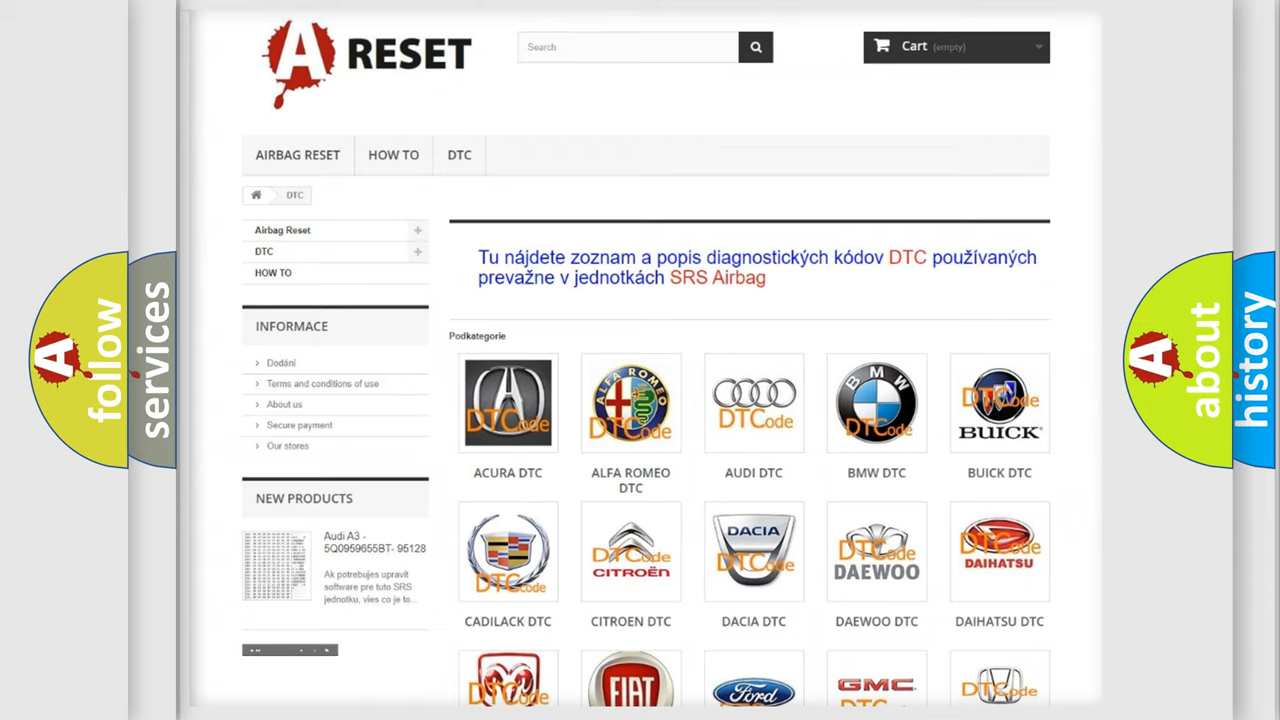 A RESET
Search
Cart (empty)
AIRBAG RESET
HOW TO
DTC
DTC
Airbag Reset
DTC
HOW TO
Tu nájdete zoznam a popis diagnostických kódov DTC používaných
prevažne v jednotkách SRS Airbag
INFORMACE
Dodání
Terms and conditions of use
About us
Secure payment
Our stores
NEW PRODUCTS
Audi A3 -
5Q0959655BT- 95128
Ak potrebujes upravit
software pre tuto SRS
jednotku, vies co je to...
Podkategorie
DTCode
ALFA ROMEO
DTCode
DTCode
BMW
DTCode
DTCode
BUICK
ACURA DTC
ALFA ROMEO
DTC
AUDI DTC
BMW DTC
BUICK DTC
DTCode
DTCode
CITROËN
DACIA
DTCode
DTCode
DAEWOO
DTCode
DAIHATSU
CADILACK DTC
CITROEN DTC
DACIA DTC
DAEWOO DTC
DAIHATSU DTC
DTCode
FIAT
Ford
GMC
DTCode
A follow
services
A about
history